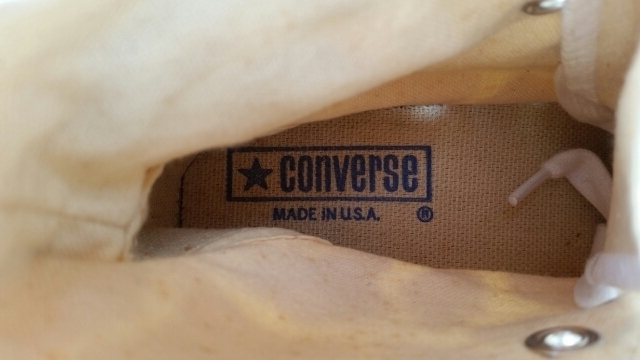 ★ converse
MADE IN U.S.A. ®